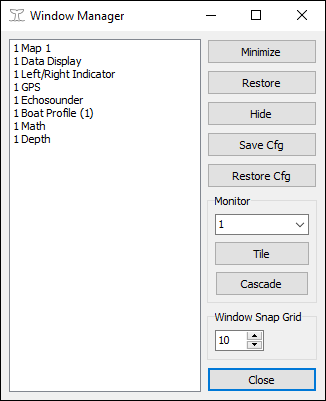 Window Manager
1 Map 1
1 Data Display
1 Left/Right Indicator
1 GPS
1 Echosounder
1 Boat Profile (1)
1 Math
1 Depth
Minimize
Restore
Hide
Save Cfg
Restore Cfg
Monitor
1
Tile
Cascade
Window Snap Grid
10
Close